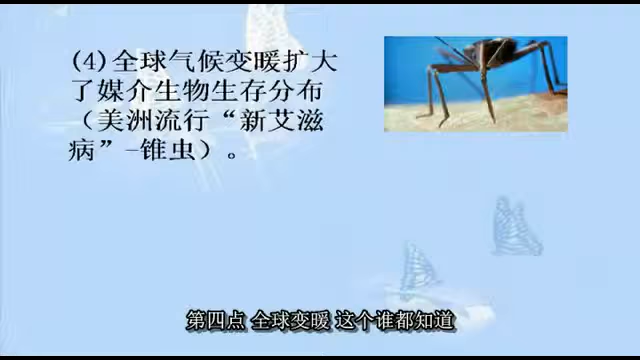 (4)全球气候变暖扩大
了媒介生物生存分布
（美洲流行“新艾滋
病”-锥虫）。
第四点 全球变暖 这个谁都知道